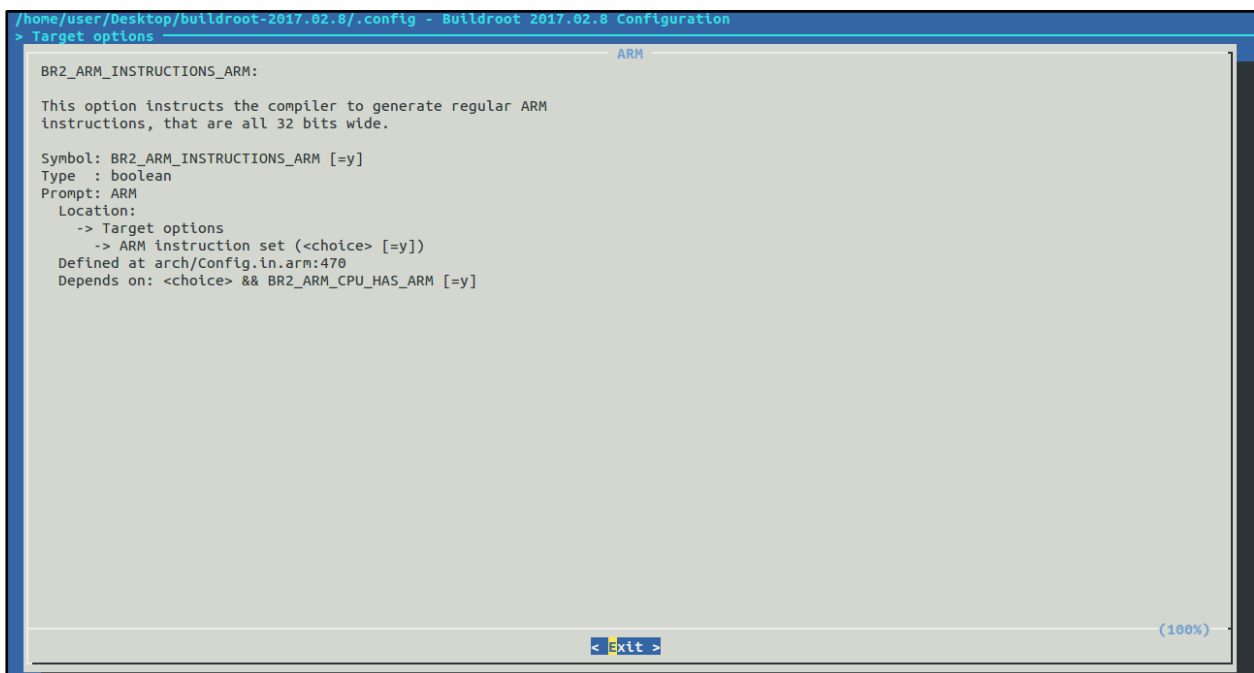 /home/user/Desktop/buildroot-2017.02.8/.config - Buildroot 2017.02.8 Configuration
> Target options
ARM
BR2_ARM_INSTRUCTIONS_ARM:
This option instructs the compiler to generate regular ARM
instructions, that are all 32 bits wide.
Symbol: BR2_ARM_INSTRUCTIONS_ARM [=y]
Type  : boolean
Prompt: ARM
Location:
-> Target options
-> ARM instruction set (<choice> [=y])
Defined at arch/Config.in.arm:470
Depends on: <choice> && BR2_ARM_CPU_HAS_ARM [=y]
(100%)
< Exit >